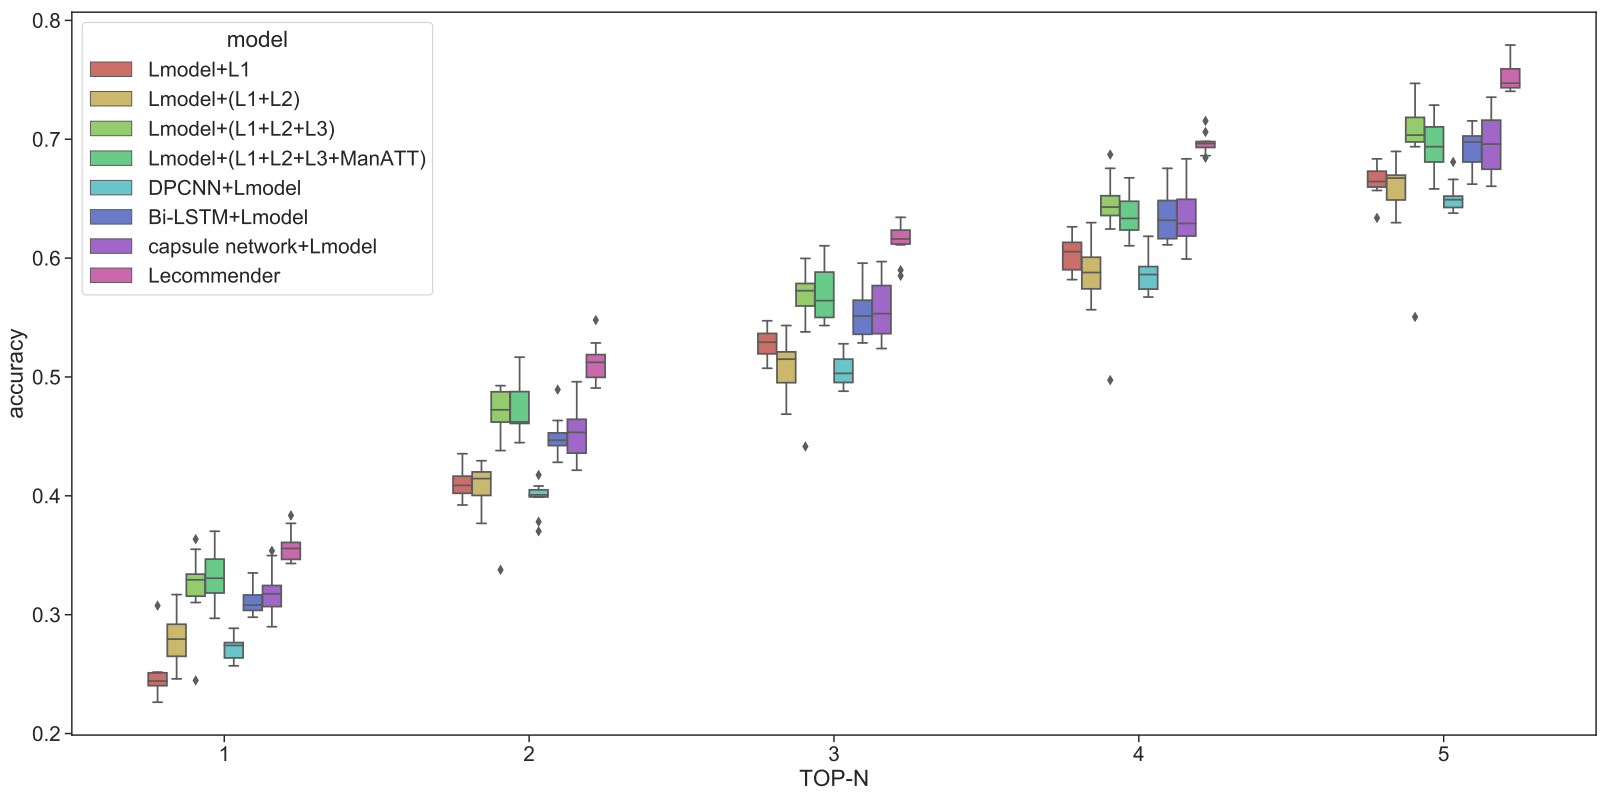 model
Lmodel+L1
Lmodel+(L1+L2)
Lmodel+(L1+L2+L3)
Lmodel+(L1+L2+L3+ManATT)
DPCNN+Lmodel
Bi-LSTM+Lmodel
capsule network+Lmodel
Lecommender
0.8
0.7
0.6
0.5
0.4
0.3
0.2
accuracy
1 2 3 4 5
TOP-N